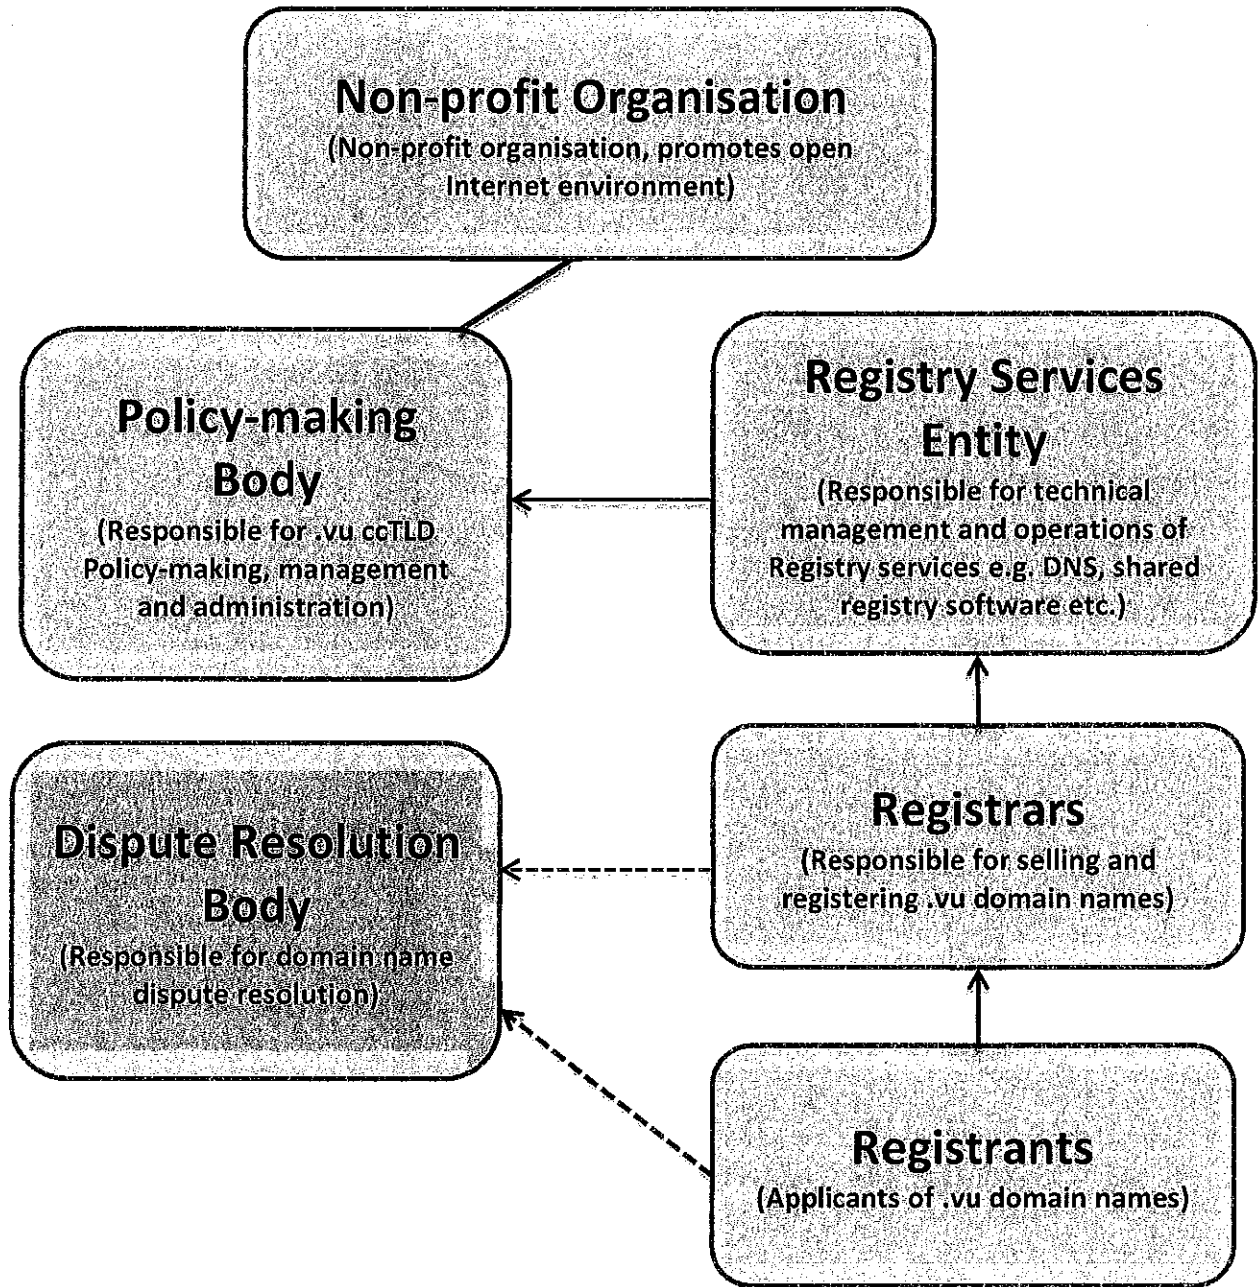 Non-profit Organisation
(Non-profit organisation, promotes open
Internet environment)
Policy-making
Body
(Responsible for .vu ccTLD
Policy-making, management
and administration)
Registry Services
Entity
(Responsible for technical
management and operations of
Registry services e.g. DNS, shared
registry software etc.)
Dispute Resolution
Body
(Responsible for domain name
dispute resolution)
Registrars
(Responsible for selling and
registering .vu domain names)
Registrants
(Applicants of .vu domain names)